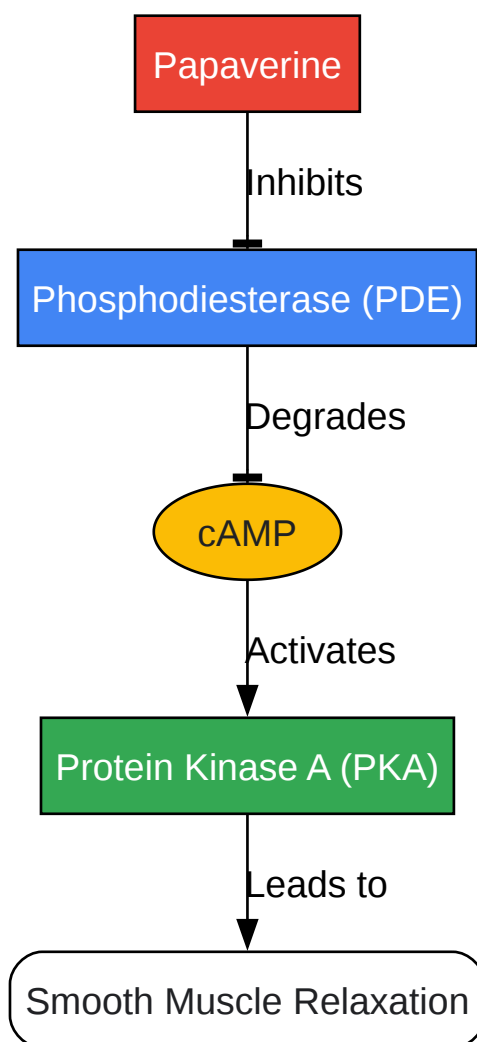 Papaverine
Inhibits
Phosphodiesterase (PDE)
Degrades
cAMP
Activates
Protein Kinase A (PKA)
Leads to
Smooth Muscle Relaxation